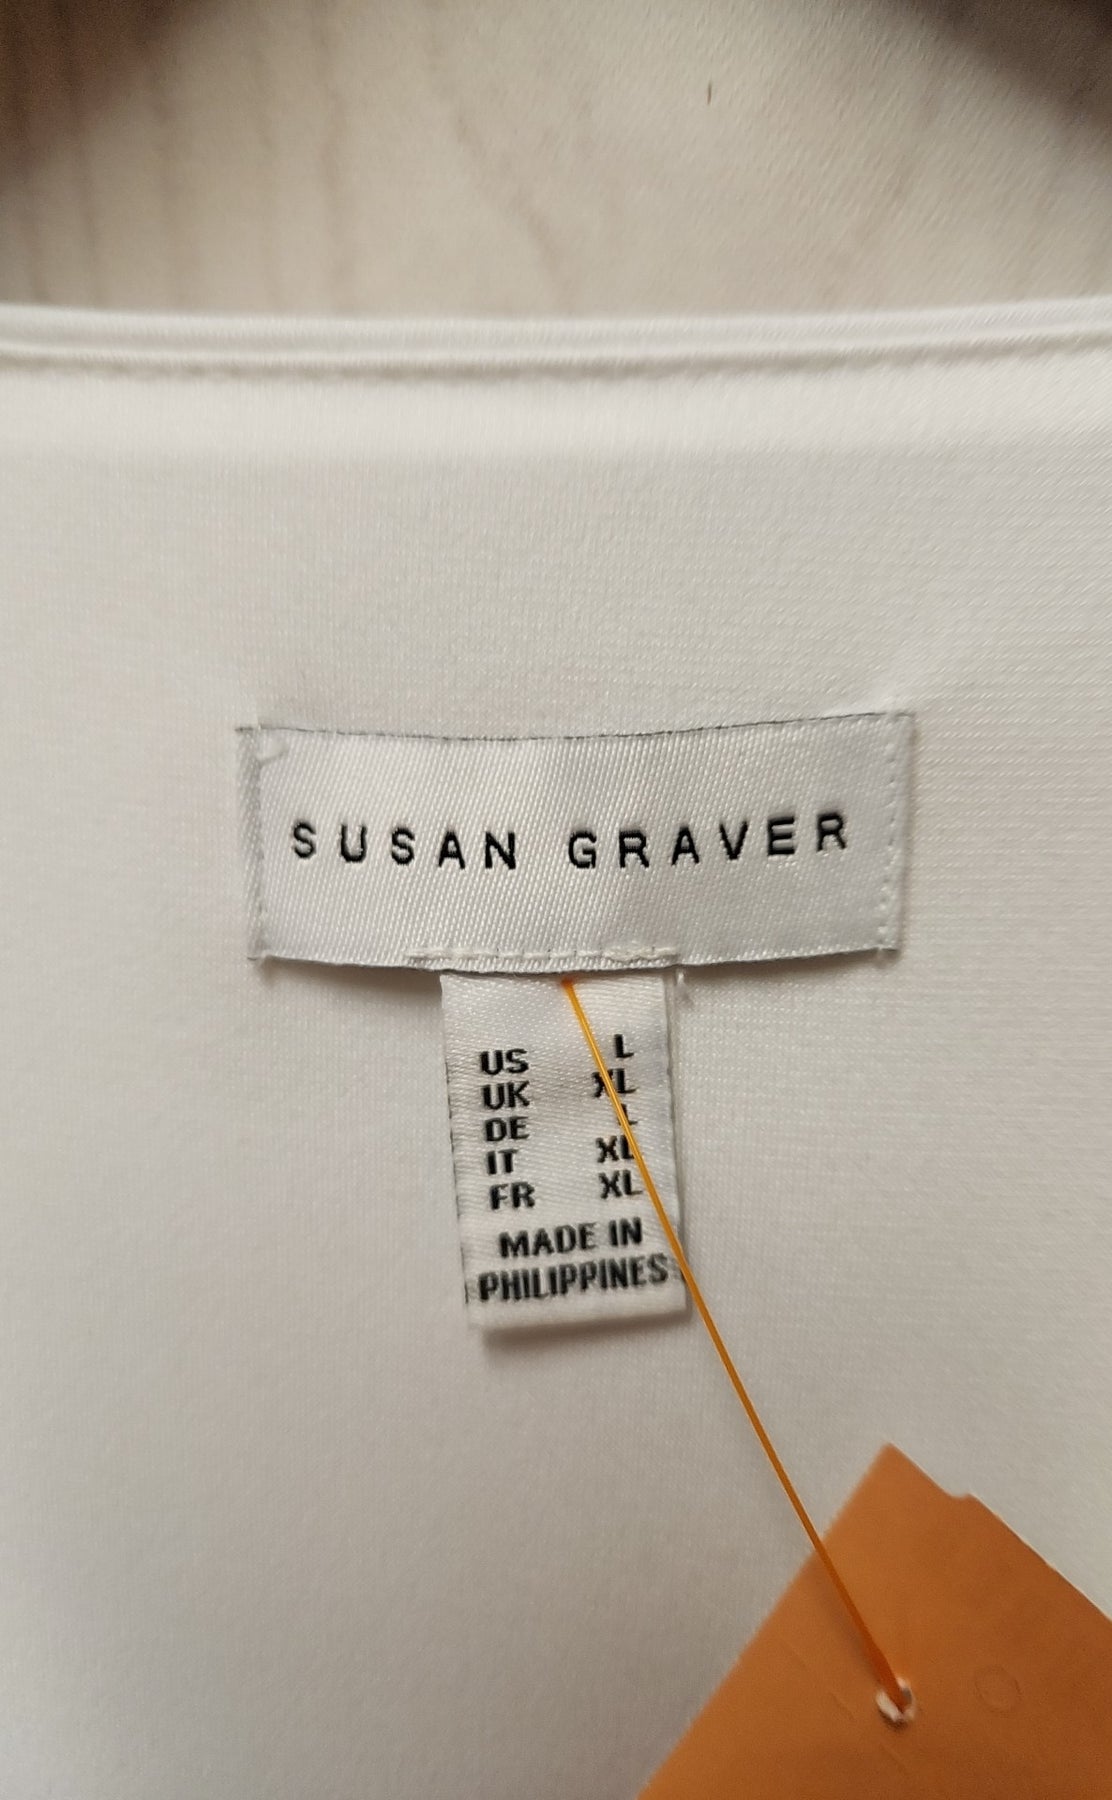 SUSAN GRAVER
US L
UK XL
DE L
IT XL
FR XL
MADE IN
PHILIPPINES